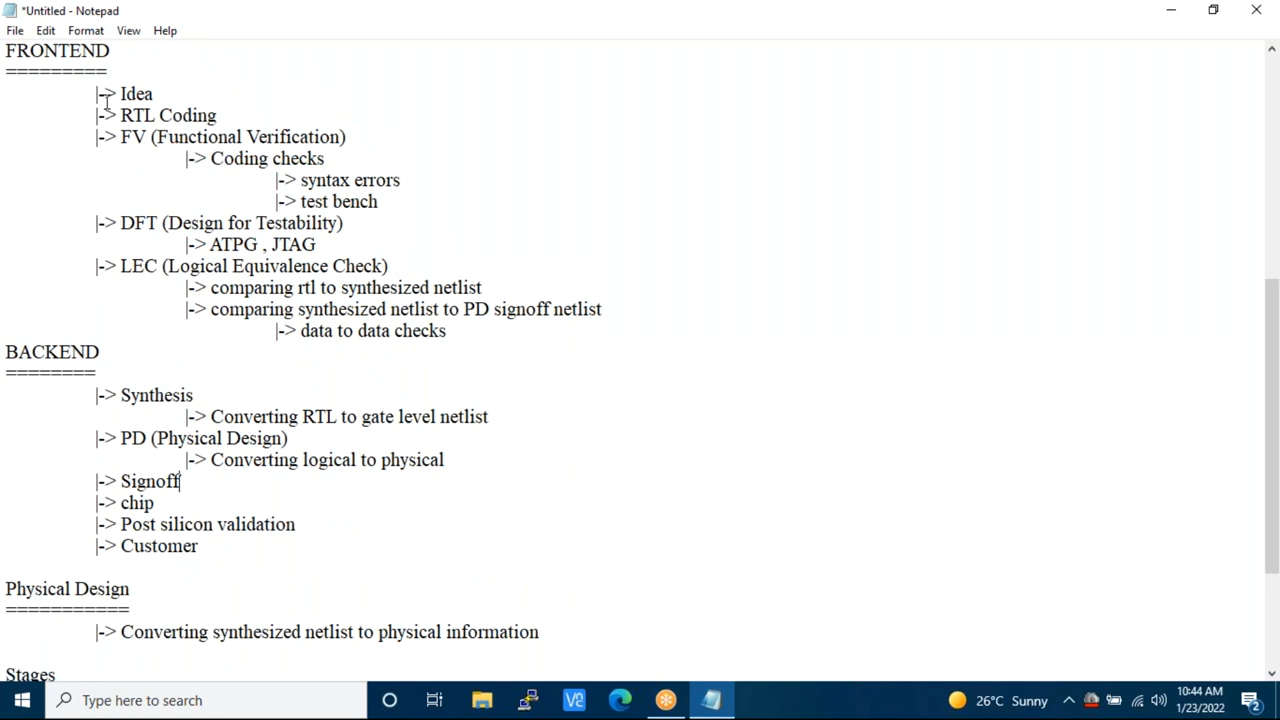 *Untitled - Notepad
File Edit Format View Help
FRONTEND
=========
|-> Idea
|-> RTL Coding
|-> FV (Functional Verification)
|-> Coding checks
|-> syntax errors
|-> test bench
|-> DFT (Design for Testability)
|-> ATPG , JTAG
|-> LEC (Logical Equivalence Check)
|-> comparing rtl to synthesized netlist
|-> comparing synthesized netlist to PD signoff netlist
|-> data to data checks
BACKEND
========
|-> Synthesis
|-> Converting RTL to gate level netlist
|-> PD (Physical Design)
|-> Converting logical to physical
|-> Signoff
|-> chip
|-> Post silicon validation
|-> Customer
Physical Design
===========
|-> Converting synthesized netlist to physical information
Stages
Type here to search
26°C Sunny
10:44 AM
1/23/2022
2